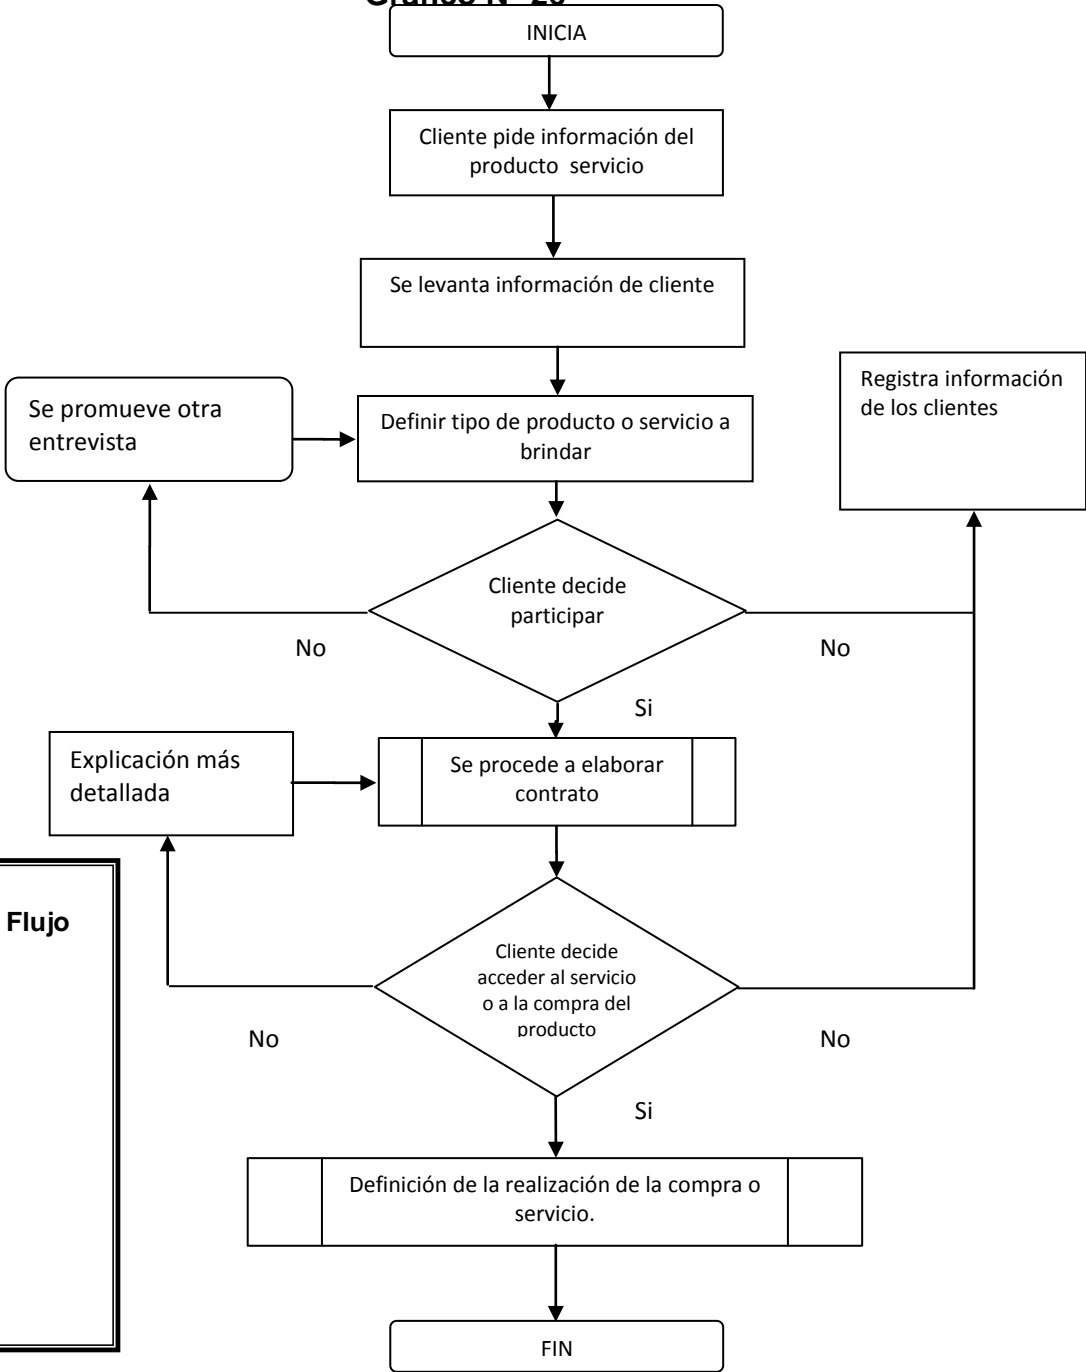 INICIA
Cliente pide información del
producto servicio
Se levanta información de cliente
Registra información
de los clientes
Se promueve otra
entrevista
Definir tipo de producto o servicio a
brindar
Cliente decide
participar
No
No
Si
Explicación más
detallada
Se procede a elaborar
contrato
Flujo
Cliente decide
acceder al servicio
o a la compra del
producto
No
No
Si
Definición de la realización de la compra o
servicio.
FIN